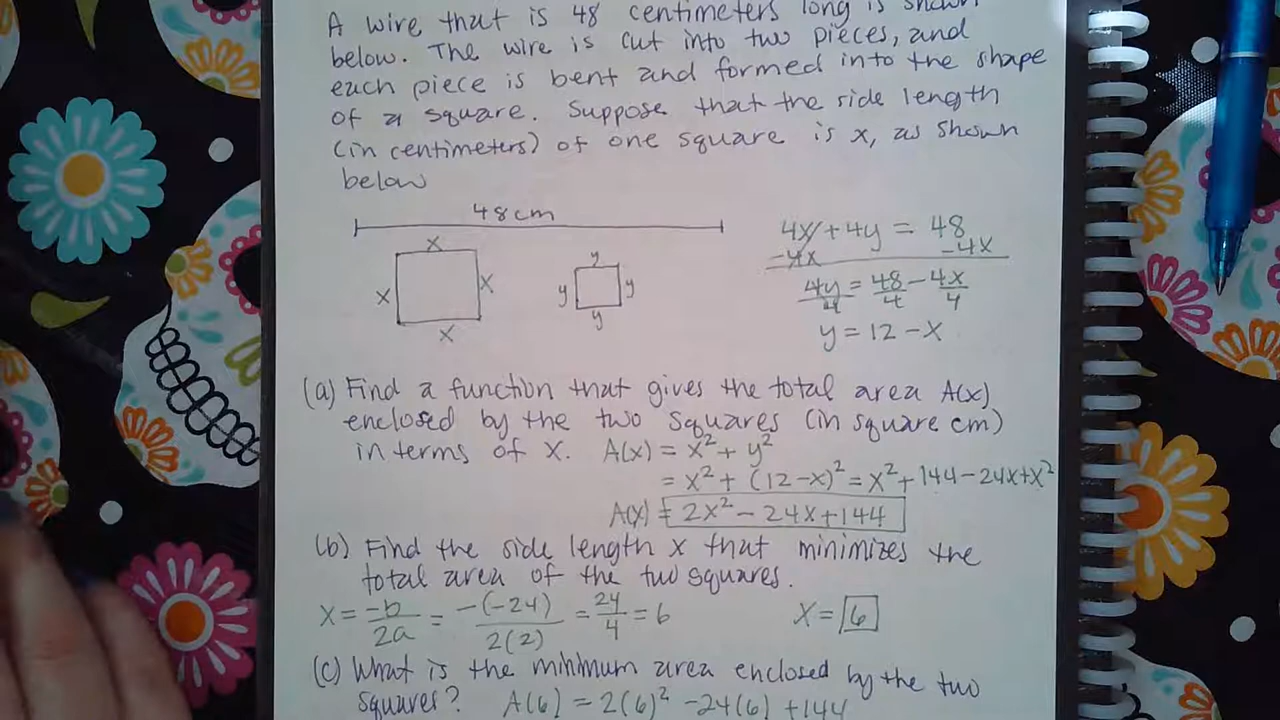 A wire that is 48 centimeters long is shown
below. The wire is cut into two pieces, and
each piece is bent and formed into the shape
of a square. Suppose that the side length
(in centimeters) of one square is x, as shown
below
48cm
x
x
x
x
y
y
y
y
4x + 4y = 48
-4x -4x
4y/4 = 48/4 - 4x/4
y = 12 - x
(a) Find a function that gives the total area A(x)
enclosed by the two squares (in square cm)
in terms of x. A(x) = x² + y²
= x² + (12-x)² = x² + 144 - 24x + x²
A(x) = 2x² - 24x + 144
(b) Find the side length x that minimizes the
total area of the two squares.
x = -b/2a = -(-24)/2(2) = 24/4 = 6 x = 6
(c) What is the minimum area enclosed by the two
squares? A(6) = 2(6)² - 24(6) + 144